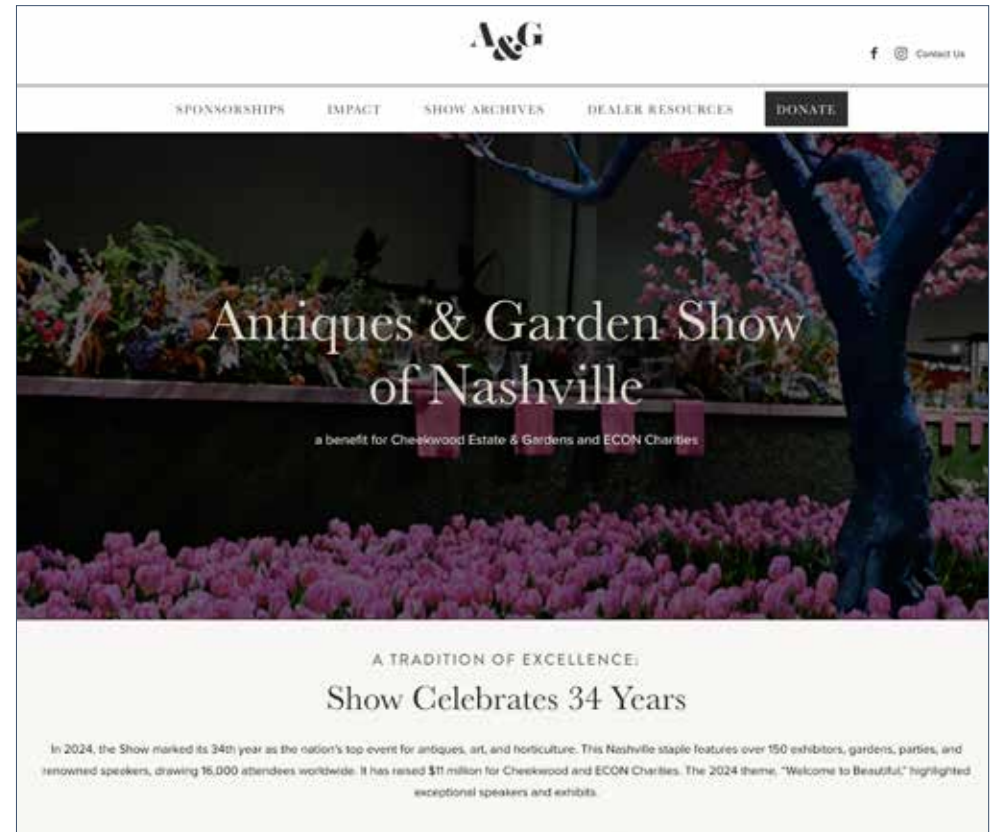 A&G
Contact Us
SPONSORSHIPS IMPACT SHOW ARCHIVES DEALER RESOURCES DONATE
Antiques & Garden Show
of Nashville
a benefit for Cheekwood Estate & Gardens and ECON Charities
A TRADITION OF EXCELLENCE:
Show Celebrates 34 Years
In 2024, the Show marked its 34th year as the nation's top event for antiques, art, and horticulture. This Nashville staple features over 150 exhibitors, gardens, parties, and
renowned speakers, drawing 16,000 attendees worldwide. It has raised $11 million for Cheekwood and ECON Charities. The 2024 theme, "Welcome to Beautiful," highlighted
exceptional speakers and exhibits.